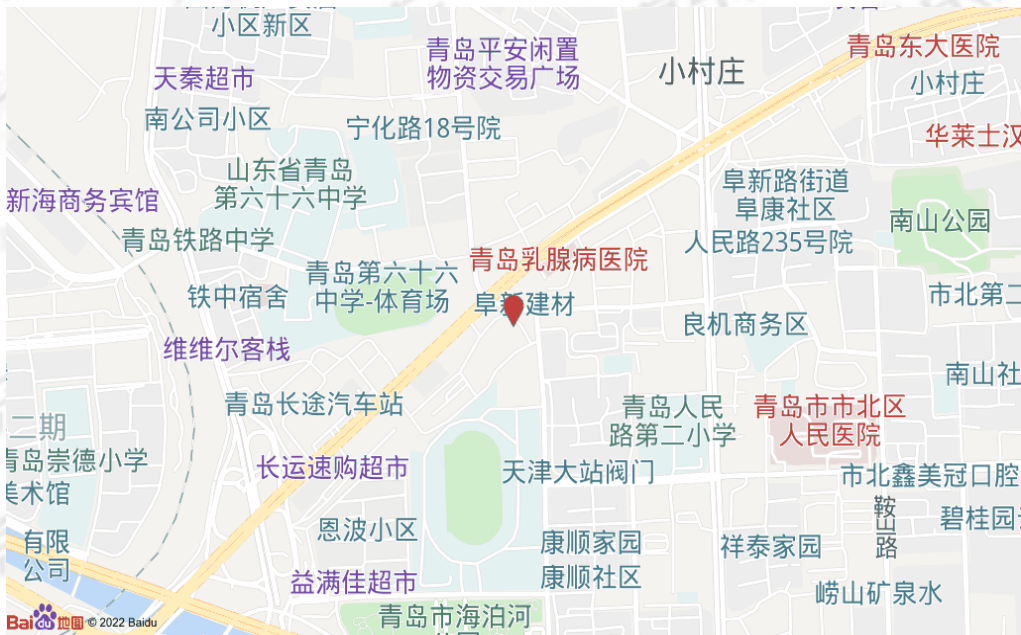 小区新区
青岛平安闲置
物资交易广场
小村庄
青岛东大医院
小村庄
天秦超市
南公司小区
宁化路18号院
华莱士汉
山东省青岛
第六十六中学
阜新路街道
阜康社区
新海商务宾馆
南山公园
青岛铁路中学
人民路235号院
青岛乳腺病医院
青岛第六十六
中学-体育场
铁中宿舍
阜新建材
市北第二
良机商务区
维维尔客栈
南山社
青岛长途汽车站
青岛人民
路第二小学
青岛市市北区
人民医院
二期
青岛崇德小学
美术馆
长运速购超市
天津大站阀门
市北鑫美冠口腔
鞍山路
碧桂园
恩波小区
有限
公司
康顺家园
祥泰家园
益满佳超市
康顺社区
崂山矿泉水
青岛市海泊河
Bai du 地图 © 2022 Baidu